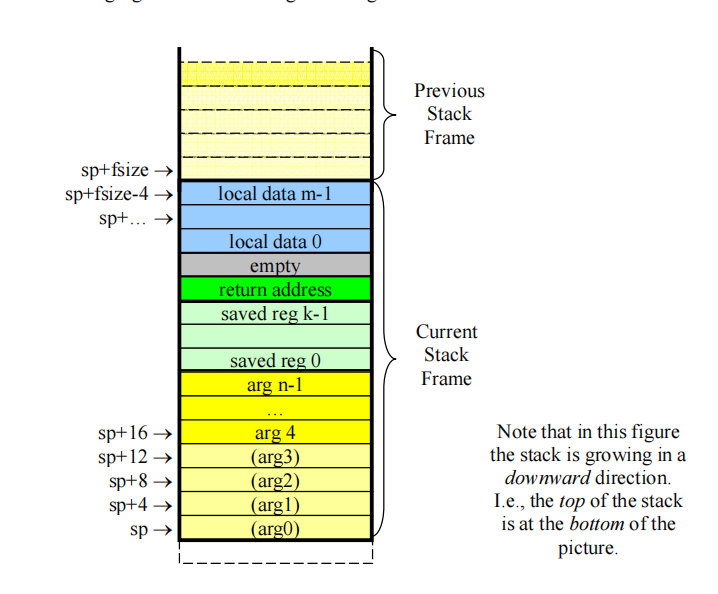 Previous
Stack
Frame
sp+fsize →
sp+fsize-4 → local data m-1
sp+… →
local data 0
empty
return address
saved reg k-1
saved reg 0
Current
Stack
Frame
arg n-1
…
sp+16 → arg 4
sp+12 → (arg3)
sp+8 → (arg2)
sp+4 → (arg1)
sp → (arg0)
Note that in this figure
the stack is growing in a
downward direction.
I.e., the top of the stack
is at the bottom of the
picture.